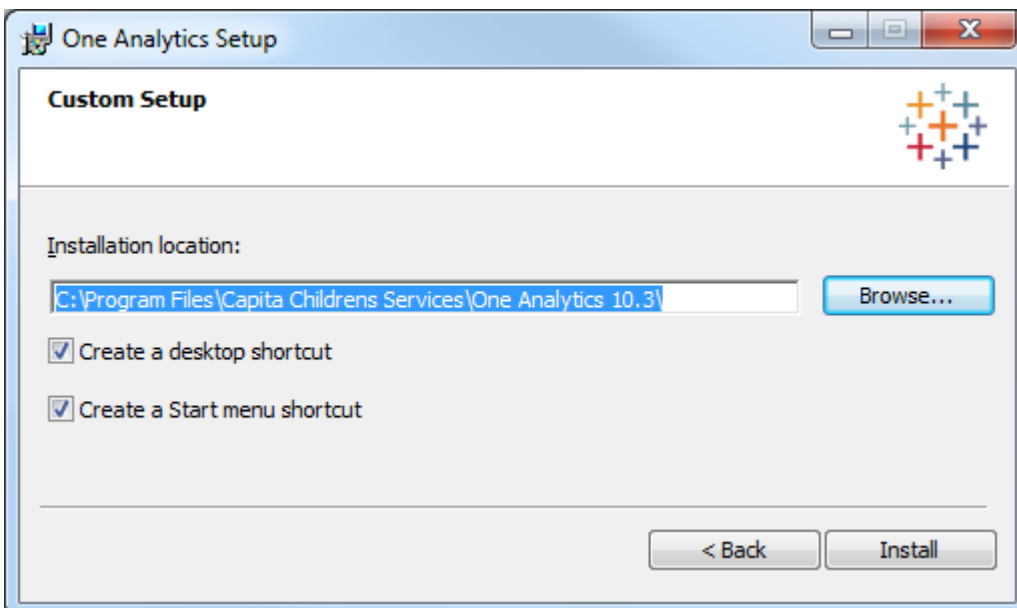 One Analytics Setup
Custom Setup
Installation location:
C:\Program Files\Capita Childrens Services\One Analytics 10.3\
Browse...
Create a desktop shortcut
Create a Start menu shortcut
< Back
Install